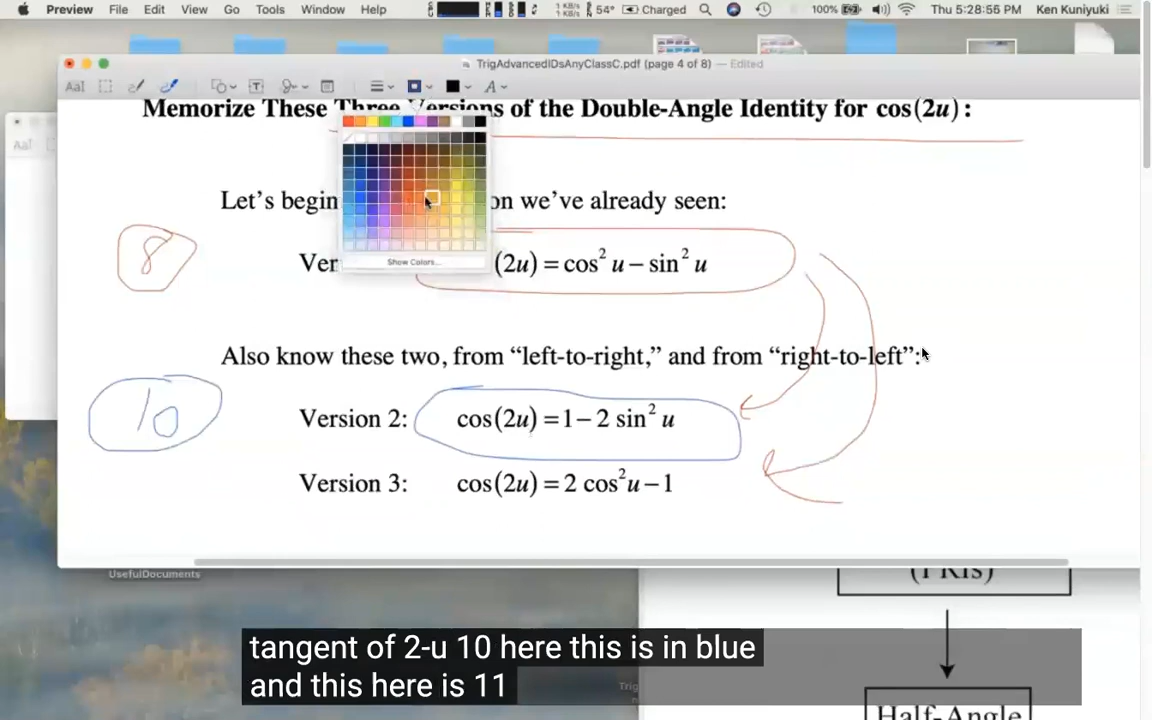 Preview File Edit View Go Tools Window Help 1 KB/s 1 KB/s 54° Charged 100% Thu 5:28:56 PM Ken Kuniyuki
TrigAdvancedIDsAnyClassC.pdf (page 4 of 8) — Edited
Memorize These Three Versions of the Double-Angle Identity for cos(2u):
Let's begin on we've already seen:
8 Ver (2u) = cos² u – sin² u
Show Colors...
Also know these two, from “left-to-right,” and from “right-to-left”:
10 Version 2: cos(2u) = 1 – 2 sin² u
Version 3: cos(2u) = 2 cos²u – 1
UsefulDocuments
Half-Angle
tangent of 2-u 10 here this is in blue
and this here is 11